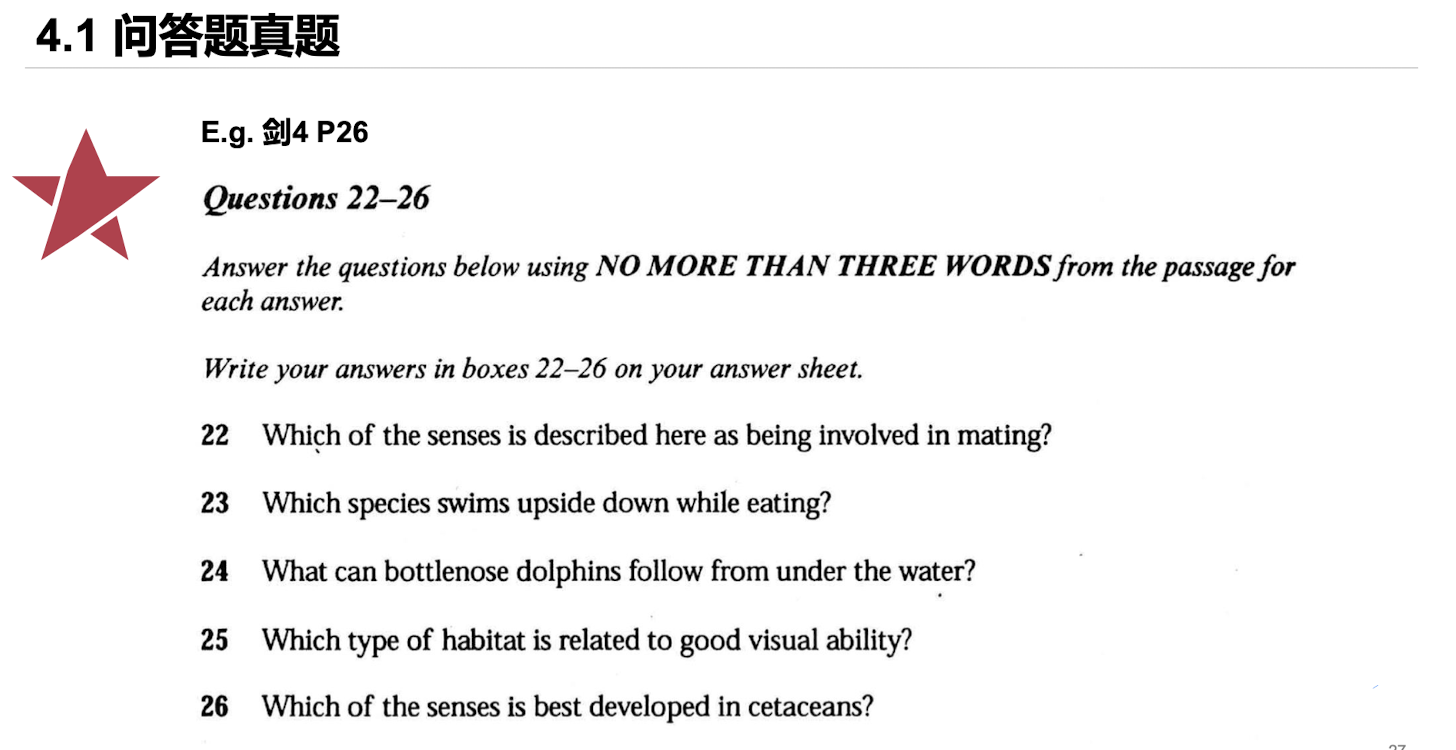 4.1 问答题真题
E.g. 剑4 P26
Questions 22–26
Answer the questions below using NO MORE THAN THREE WORDS from the passage for
each answer.
Write your answers in boxes 22–26 on your answer sheet.
22 Which of the senses is described here as being involved in mating?
23 Which species swims upside down while eating?
24 What can bottlenose dolphins follow from under the water?
25 Which type of habitat is related to good visual ability?
26 Which of the senses is best developed in cetaceans?